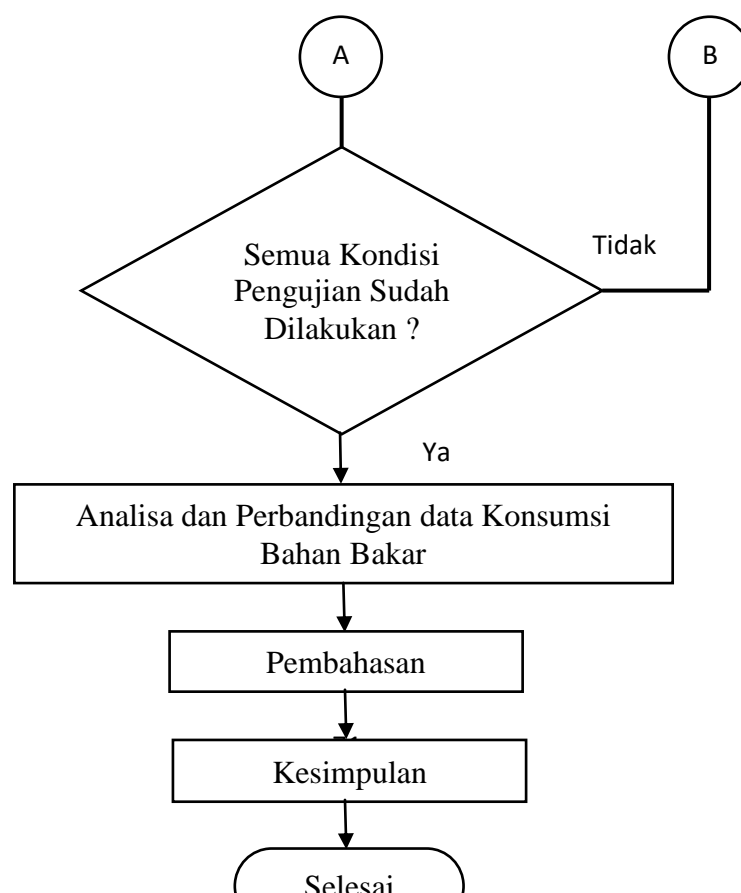 A
B
Semua Kondisi
Pengujian Sudah
Dilakukan ?
Tidak
Ya
Analisa dan Perbandingan data Konsumsi
Bahan Bakar
Pembahasan
Kesimpulan
Selesai